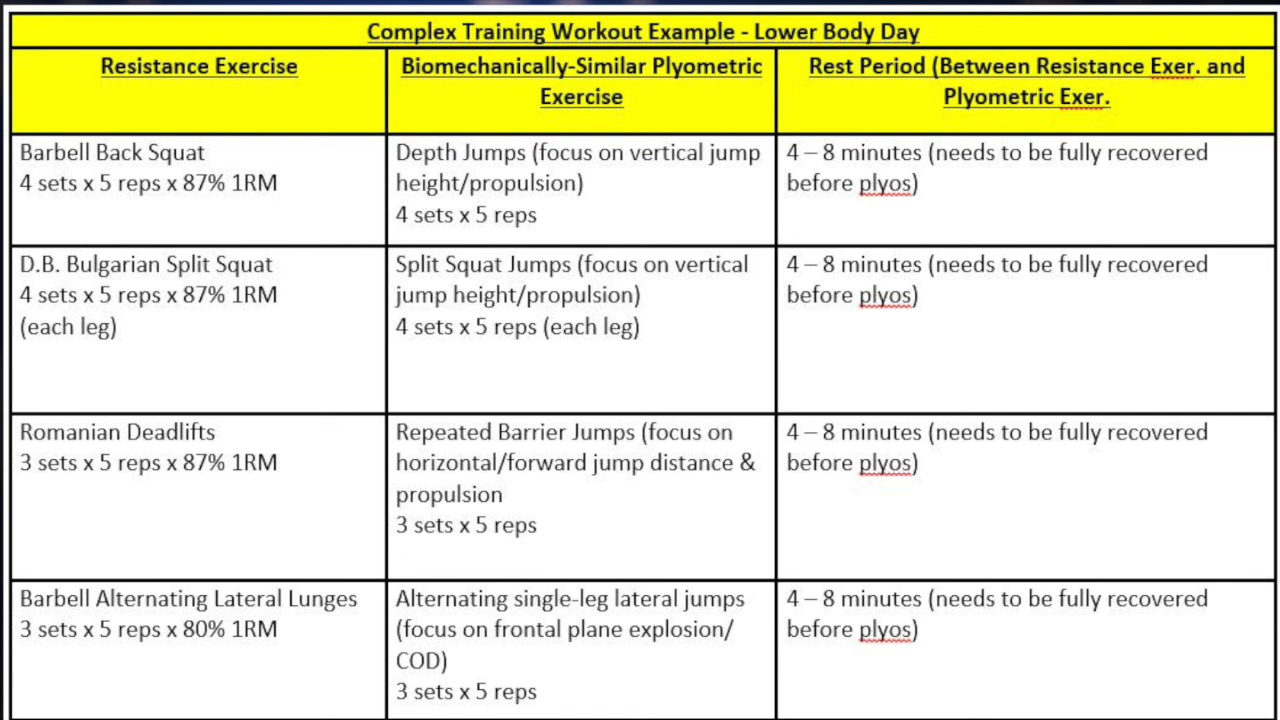 Complex Training Workout Example - Lower Body Day
Resistance Exercise
Biomechanically-Similar Plyometric
Exercise
Rest Period (Between Resistance Exer. and
Plyometric Exer.
Barbell Back Squat
4 sets x 5 reps x 87% 1RM
Depth Jumps (focus on vertical jump
height/propulsion)
4 sets x 5 reps
4 – 8 minutes (needs to be fully recovered
before plyos)
D.B. Bulgarian Split Squat
4 sets x 5 reps x 87% 1RM
(each leg)
Split Squat Jumps (focus on vertical
jump height/propulsion)
4 sets x 5 reps (each leg)
4 – 8 minutes (needs to be fully recovered
before plyos)
Romanian Deadlifts
3 sets x 5 reps x 87% 1RM
Repeated Barrier Jumps (focus on
horizontal/forward jump distance &
propulsion
3 sets x 5 reps
4 – 8 minutes (needs to be fully recovered
before plyos)
Barbell Alternating Lateral Lunges
3 sets x 5 reps x 80% 1RM
Alternating single-leg lateral jumps
(focus on frontal plane explosion/
COD)
3 sets x 5 reps
4 – 8 minutes (needs to be fully recovered
before plyos)